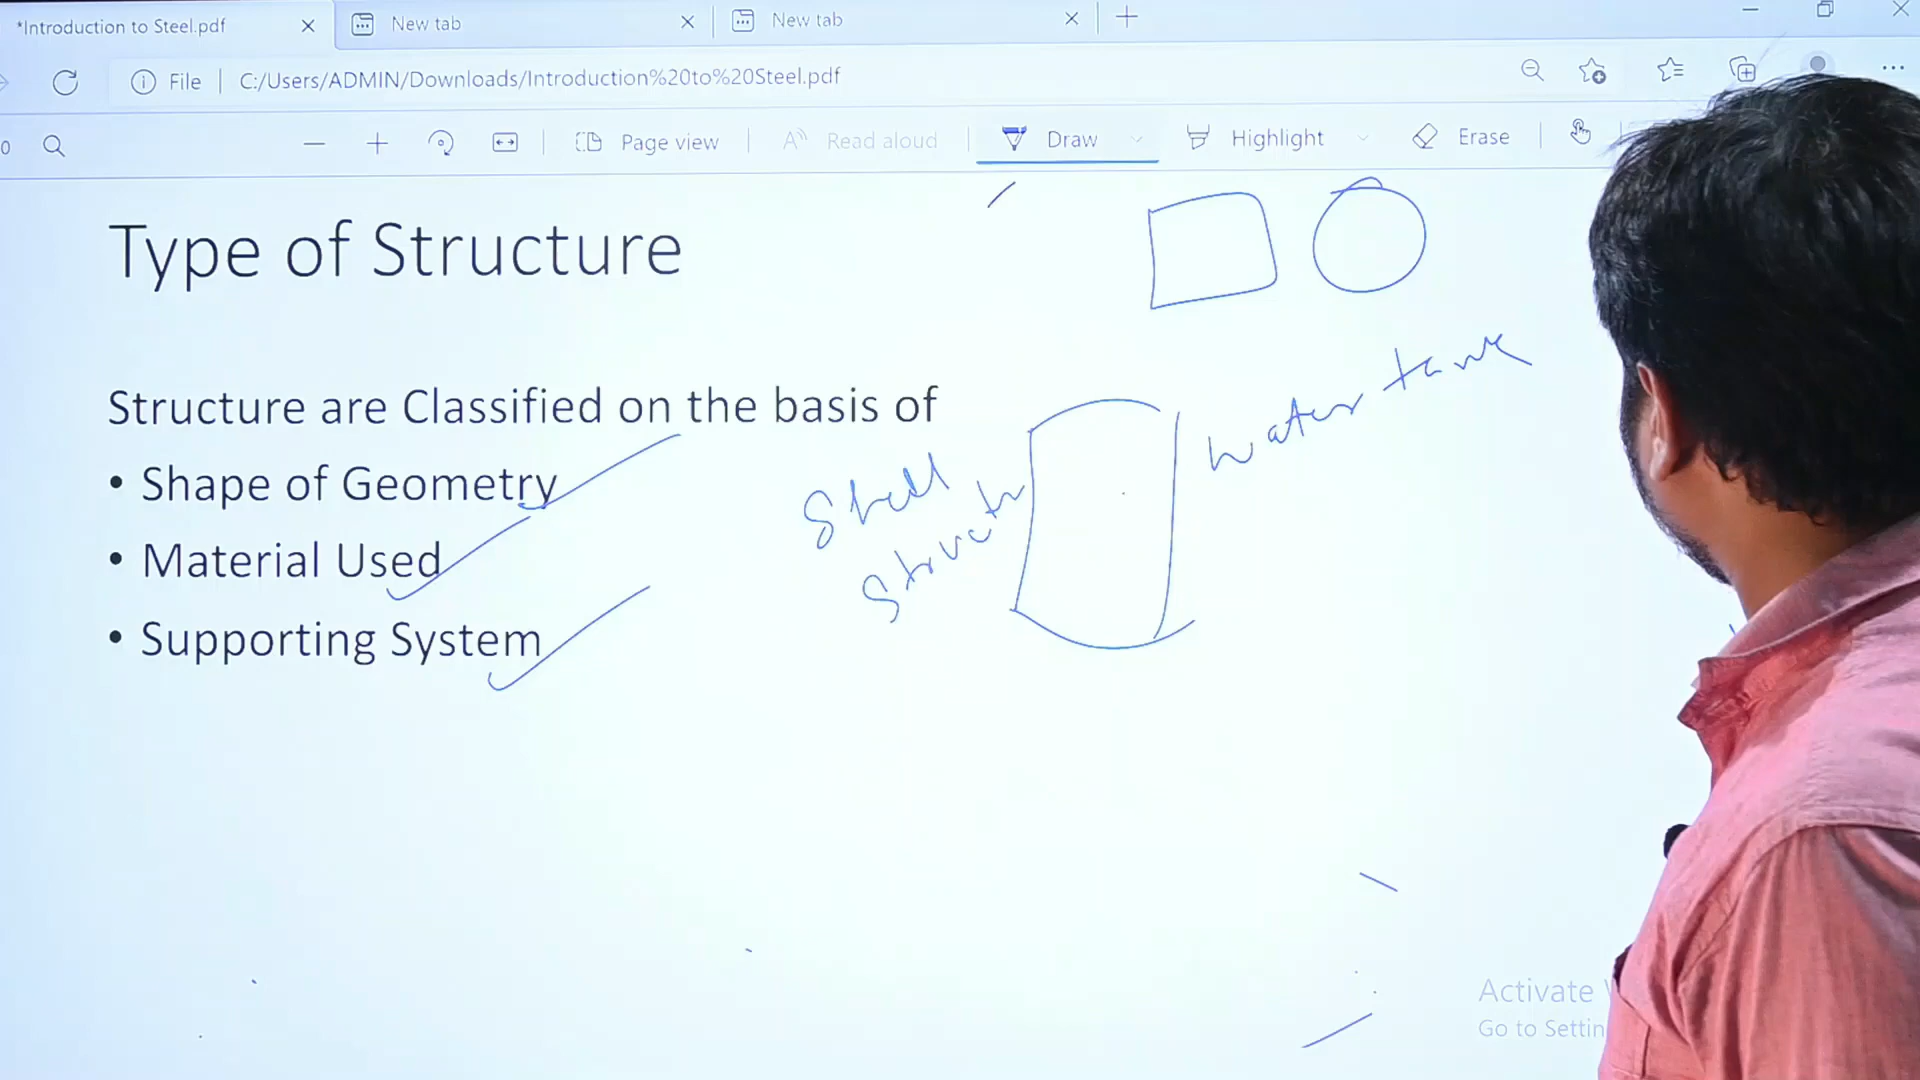 *Introduction to Steel.pdf
New tab
New tab
File
C:/Users/ADMIN/Downloads/Introduction%20to%20Steel.pdf
0
Page view
Read aloud
Draw
Highlight
Erase
Type of Structure
Structure are Classified on the basis of
• Shape of Geometry
• Material Used
• Supporting System
Shell
Structr
Water tank
Activate
Go to Settin